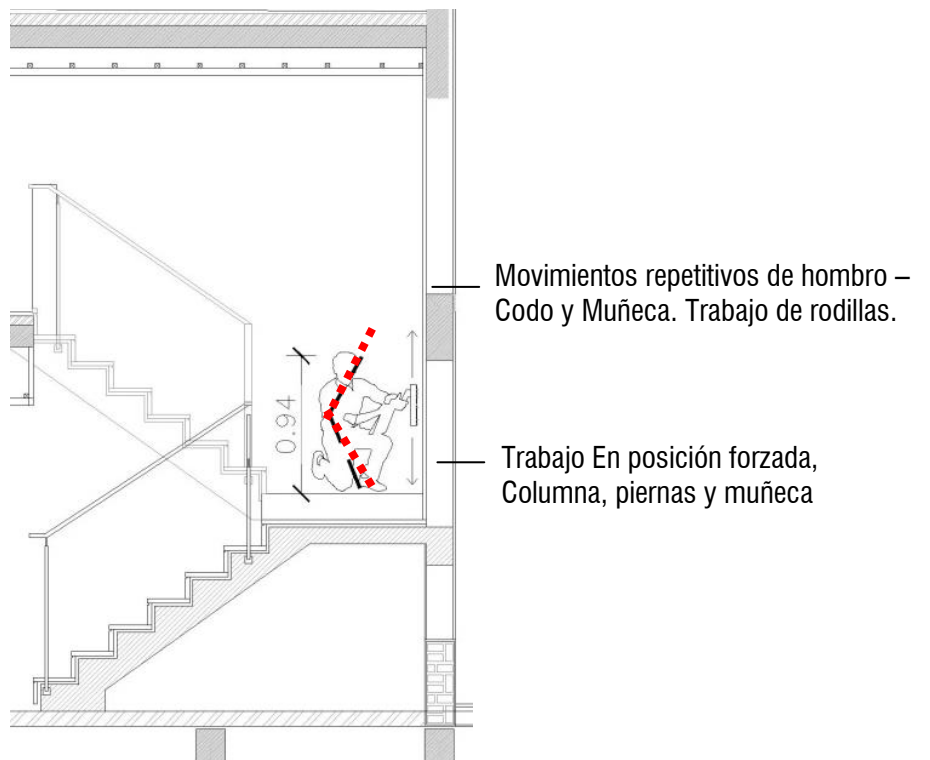 Movimientos repetitivos de hombro –
Codo y Muñeca. Trabajo de rodillas.
0.94
Trabajo En posición forzada,
Columna, piernas y muñeca